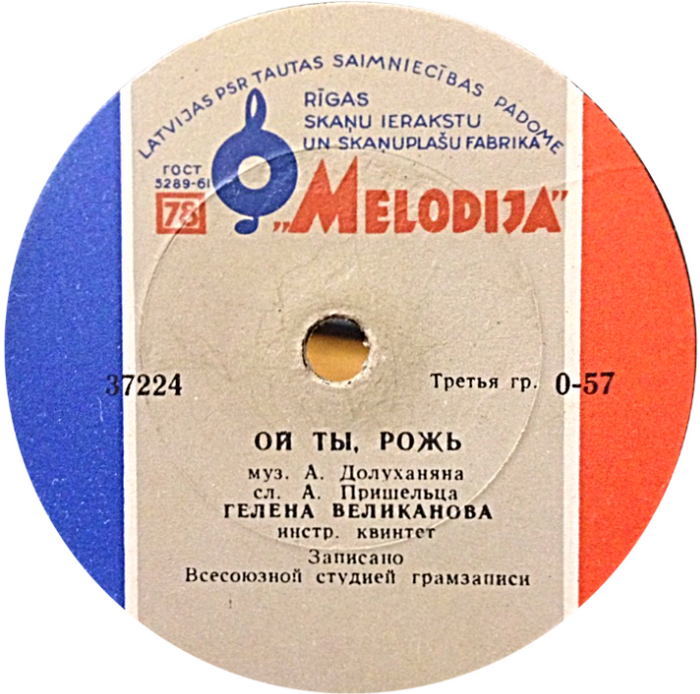 LATVIJAS PSR TAUTAS SAIMNIECĪBAS PADOME
RĪGAS
SKAŅU IERAKSTU
UN SKAŅUPLAŠU FABRIKA
ГОСТ
5289-61
78
„MELODIJA”
37224
Третья гр. 0-57
ОЙ ТЫ, РОЖЬ
муз. А. Долуханяна
сл. А. Пришельца
ГЕЛЕНА ВЕЛИКАНОВА
инстр. квинтет
Записано
Всесоюзной студией грамзаписи